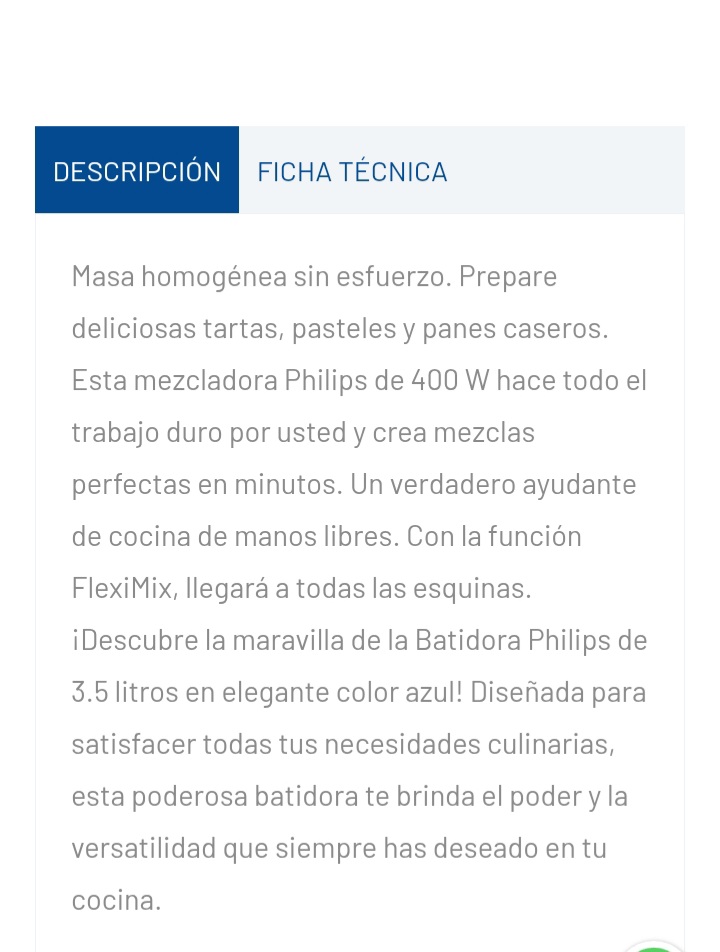 DESCRIPCIÓN FICHA TÉCNICA
Masa homogénea sin esfuerzo. Prepare
deliciosas tartas, pasteles y panes caseros.
Esta mezcladora Philips de 400 W hace todo el
trabajo duro por usted y crea mezclas
perfectas en minutos. Un verdadero ayudante
de cocina de manos libres. Con la función
FlexiMix, llegará a todas las esquinas.
¡Descubre la maravilla de la Batidora Philips de
3.5 litros en elegante color azul! Diseñada para
satisfacer todas tus necesidades culinarias,
esta poderosa batidora te brinda el poder y la
versatilidad que siempre has deseado en tu
cocina.